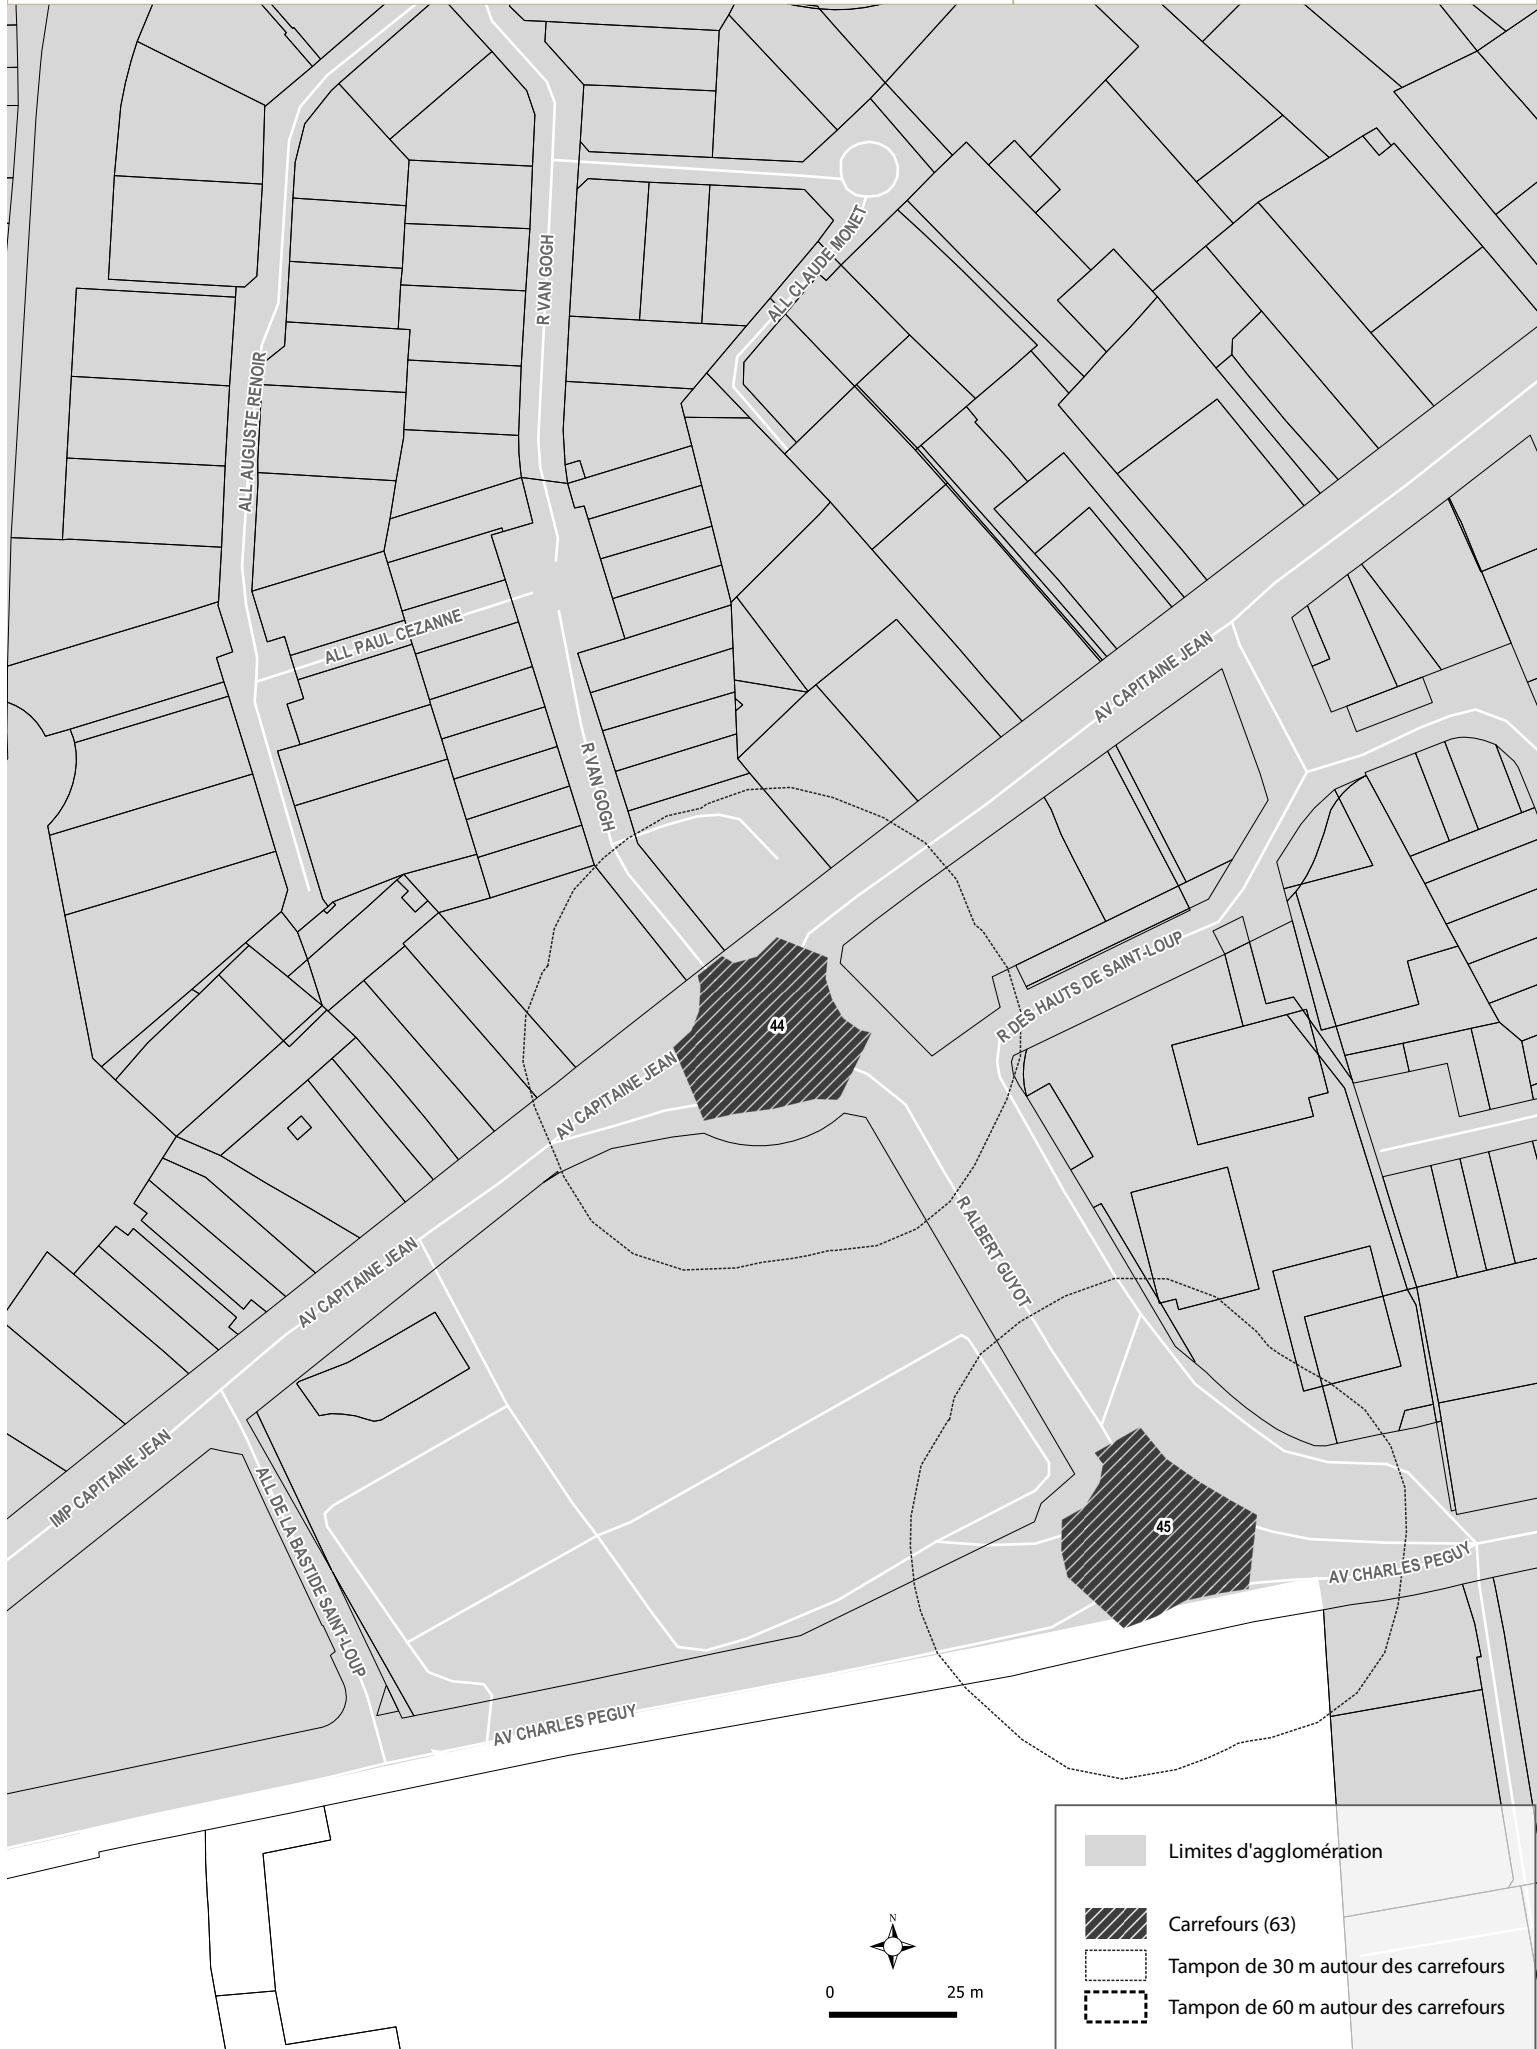 R VAN GOGH
ALL CLAUDE MONET
ALL AUGUSTE RENOIR
ALL PAUL CEZANNE
AV CAPITAINE JEAN
R VAN GOGH
R DES HAUTS DE SAINT-LOUP
44
AV CAPITAINE JEAN
R ALBERT GUYOT
AV CAPITAINE JEAN
IMP CAPITAINE JEAN
ALL DE LA BASTIDE SAINT-LOUP
45
AV CHARLES PEGUY
AV CHARLES PEGUY
Limites d'agglomération
Carrefours (63)
Tampon de 30 m autour des carrefours
Tampon de 60 m autour des carrefours
N
0 25 m